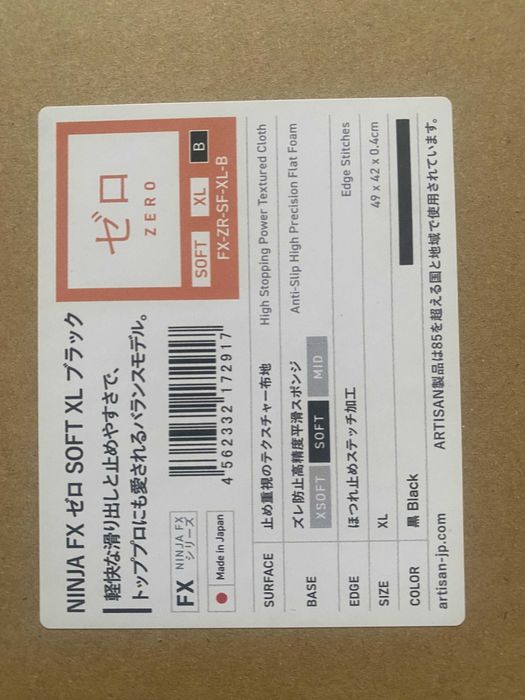 NINJA FX ゼロ SOFT XL ブラック
軽快な滑り出しと止めやすさで、
トッププロにも愛されるバランスモデル。
ゼロ
ZERO
SOFT XL B
FX-ZR-SF-XL-B
FX NINJA FX シリーズ
Made in Japan
4 562332 172917
SURFACE 止め重視のテクスチャー布地 High Stopping Power Textured Cloth
BASE ズレ防止高精度平滑スポンジ Anti-Slip High Precision Flat Foam
XSOFT SOFT MID
EDGE ほつれ止めステッチ加工 Edge Stitches
SIZE XL 49 x 42 x 0.4cm
COLOR 黒 Black
artisan-jp.com ARTISAN製品は85を超える国と地域で使用されています。